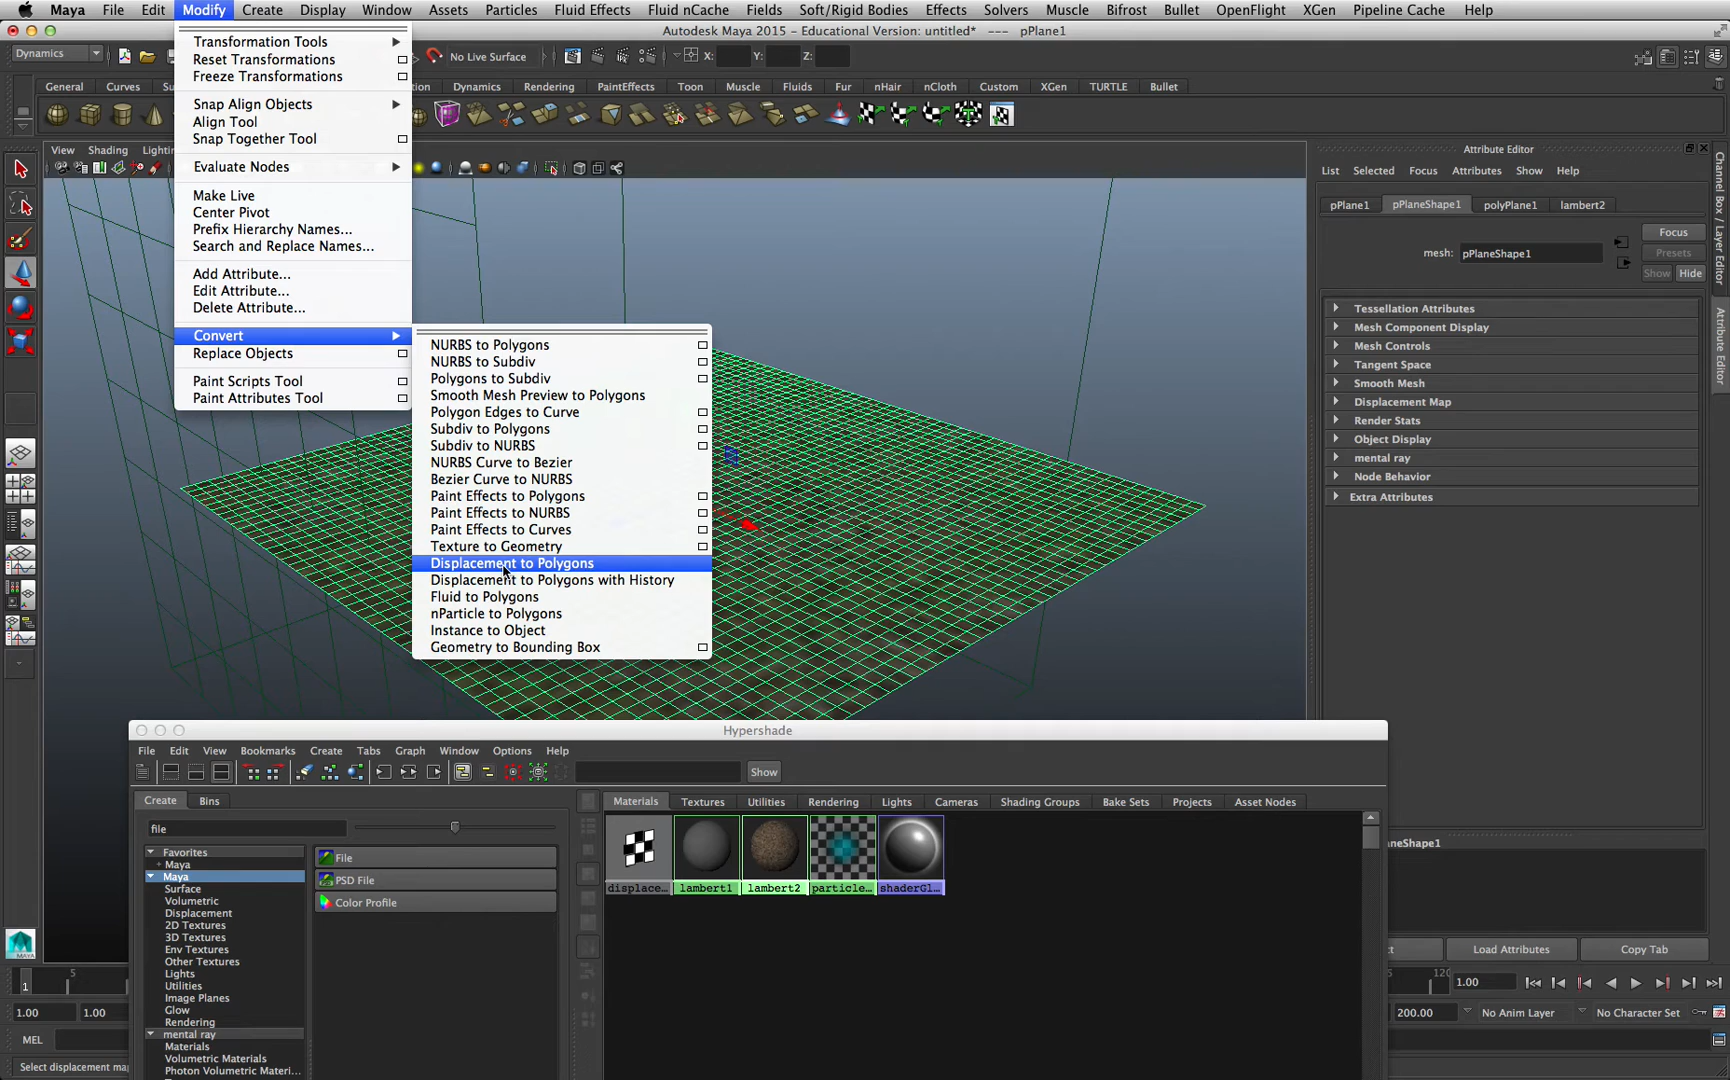 Maya File Edit Modify Create Display Window Assets Particles Fluid Effects Fluid nCache Fields Soft/Rigid Bodies Effects Solvers Muscle Bifrost Bullet OpenFlight XGen Pipeline Cache Help
Autodesk Maya 2015 - Educational Version: untitled* --- pPlane1
Dynamics
No Live Surface
X:
Y:
Z:
General Curves
Dynamics Rendering PaintEffects Toon Muscle Fluids Fur nHair nCloth Custom XGen TURTLE Bullet
View Shading
Transformation Tools
Reset Transformations
Freeze Transformations
Snap Align Objects
Align Tool
Snap Together Tool
Evaluate Nodes
Make Live
Center Pivot
Prefix Hierarchy Names...
Search and Replace Names...
Add Attribute...
Edit Attribute...
Delete Attribute...
Convert
Replace Objects
Paint Scripts Tool
Paint Attributes Tool
NURBS to Polygons
NURBS to Subdiv
Polygons to Subdiv
Smooth Mesh Preview to Polygons
Polygon Edges to Curve
Subdiv to Polygons
Subdiv to NURBS
NURBS Curve to Bezier
Bezier Curve to NURBS
Paint Effects to Polygons
Paint Effects to NURBS
Paint Effects to Curves
Texture to Geometry
Displacement to Polygons
Displacement to Polygons with History
Fluid to Polygons
nParticle to Polygons
Instance to Object
Geometry to Bounding Box
Attribute Editor
List Selected Focus Attributes Show Help
pPlane1 pPlaneShape1 polyPlane1 lambert2
Focus
mesh: pPlaneShape1
Presets
Show Hide
Tessellation Attributes
Mesh Component Display
Mesh Controls
Tangent Space
Smooth Mesh
Displacement Map
Render Stats
Object Display
mental ray
Node Behavior
Extra Attributes
Channel Box / Layer Editor
Attribute Editor
Load Attributes
Copy Tab
Hypershade
File Edit View Bookmarks Create Tabs Graph Window Options Help
Show
Create Bins
file
Materials Textures Utilities Rendering Lights Cameras Shading Groups Bake Sets Projects Asset Nodes
Favorites
+ Maya
Maya
Surface
Volumetric
Displacement
2D Textures
3D Textures
Env Textures
Other Textures
Lights
Utilities
Image Planes
Glow
Rendering
mental ray
Materials
Volumetric Materials
Photon Volumetric Materi...
File
PSD File
Color Profile
displace... lambert1 lambert2 particle... shaderGl...
MAYA
1
5
120
1.00
1.00
1.00
200.00
No Anim Layer
No Character Set
MEL